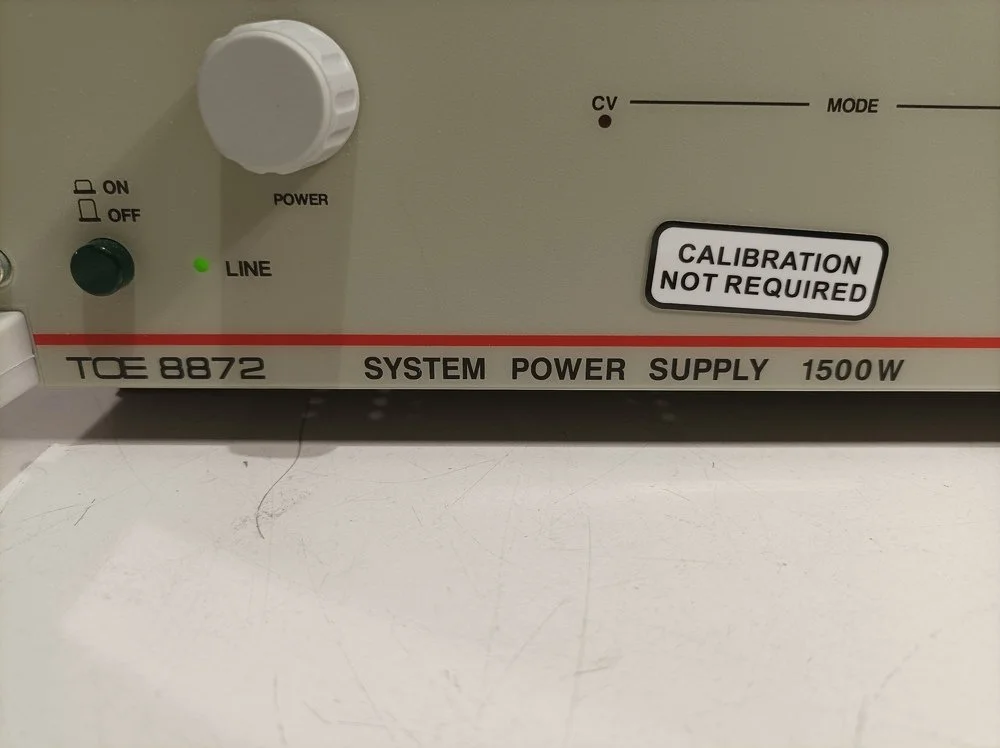 CV MODE
ON
OFF
POWER
LINE
CALIBRATION
NOT REQUIRED
TOE 8872 SYSTEM POWER SUPPLY 1500W